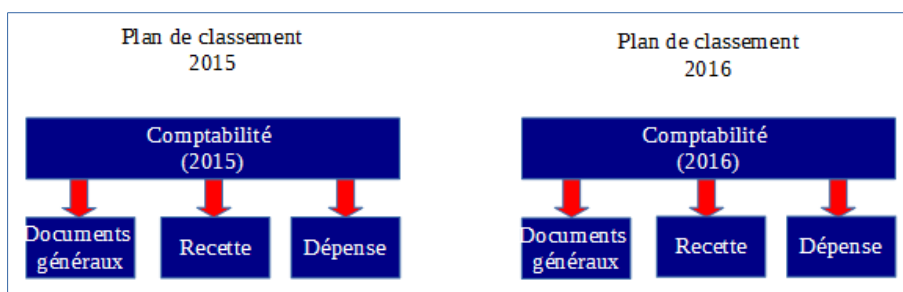 Plan de classement
2015
Comptabilité
(2015)
Documents
généraux
Recette
Dépense
Plan de classement
2016
Comptabilité
(2016)
Documents
généraux
Recette
Dépense